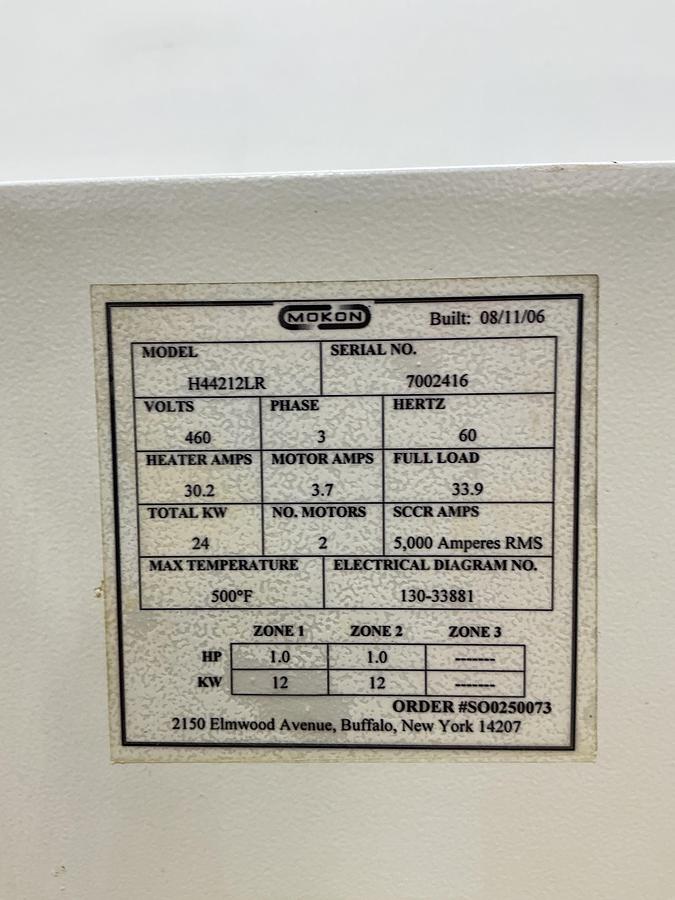 MOKON Built: 08/11/06
MODEL SERIAL NO.
H44212LR 7002416
VOLTS PHASE HERTZ
460 3 60
HEATER AMPS MOTOR AMPS FULL LOAD
30.2 3.7 33.9
TOTAL KW NO. MOTORS SCCR AMPS
24 2 5,000 Amperes RMS
MAX TEMPERATURE ELECTRICAL DIAGRAM NO.
500°F 130-33881
ZONE 1 ZONE 2 ZONE 3
HP 1.0 1.0 -------
KW 12 12 -------
ORDER #SO0250073
2150 Elmwood Avenue, Buffalo, New York 14207